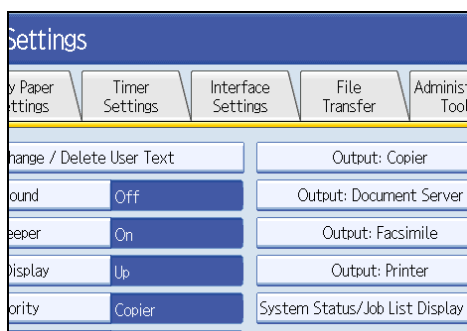 Settings
y Paper
ttings
Timer
Settings
Interface
Settings
File
Transfer
Administ
Tool
hange / Delete User Text
Output: Copier
ound
Off
Output: Document Server
eeper
On
Output: Facsimile
Display
Up
Output: Printer
ority
Copier
System Status/Job List Display